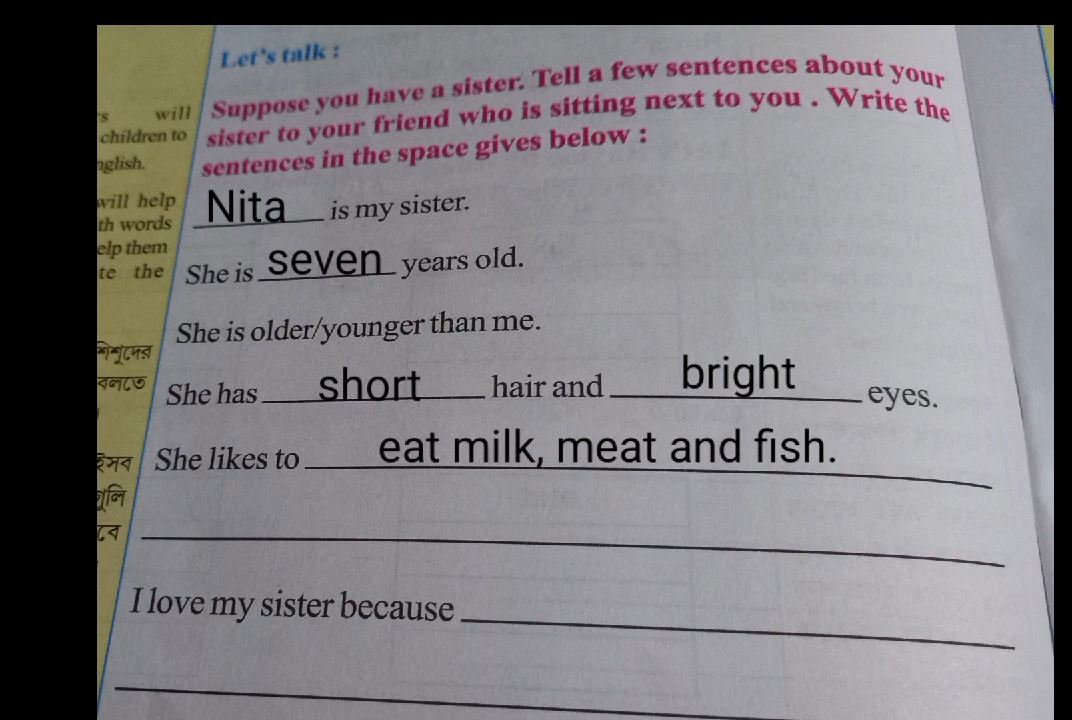 Let's talk :
Suppose you have a sister. Tell a few sentences about your
sister to your friend who is sitting next to you . Write the
sentences in the space gives below :
Nita is my sister.
She is seven years old.
She is older/younger than me.
She has short hair and bright eyes.
She likes to eat milk, meat and fish.
I love my sister because
will
children to
will help
th words
elp them
te the
শিশুদের
বলতে